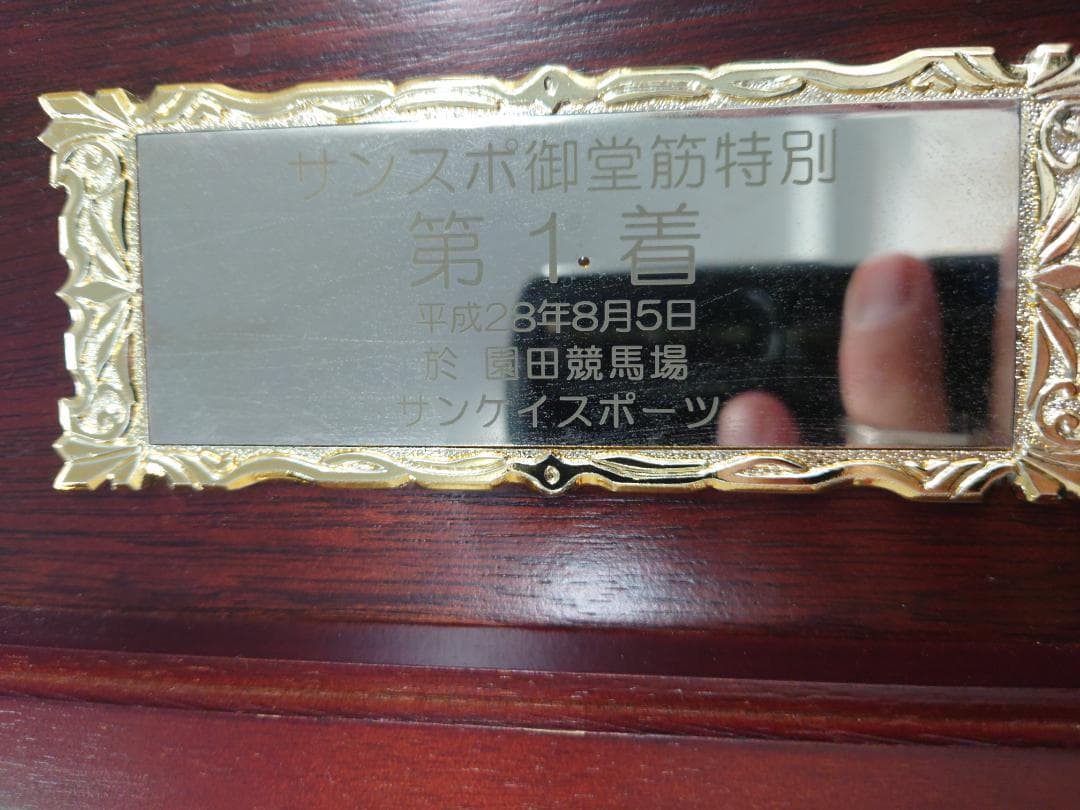 サンスポ御堂筋特別
第1着
平成28年8月5日
於 園田競馬場
サンケイスポーツ